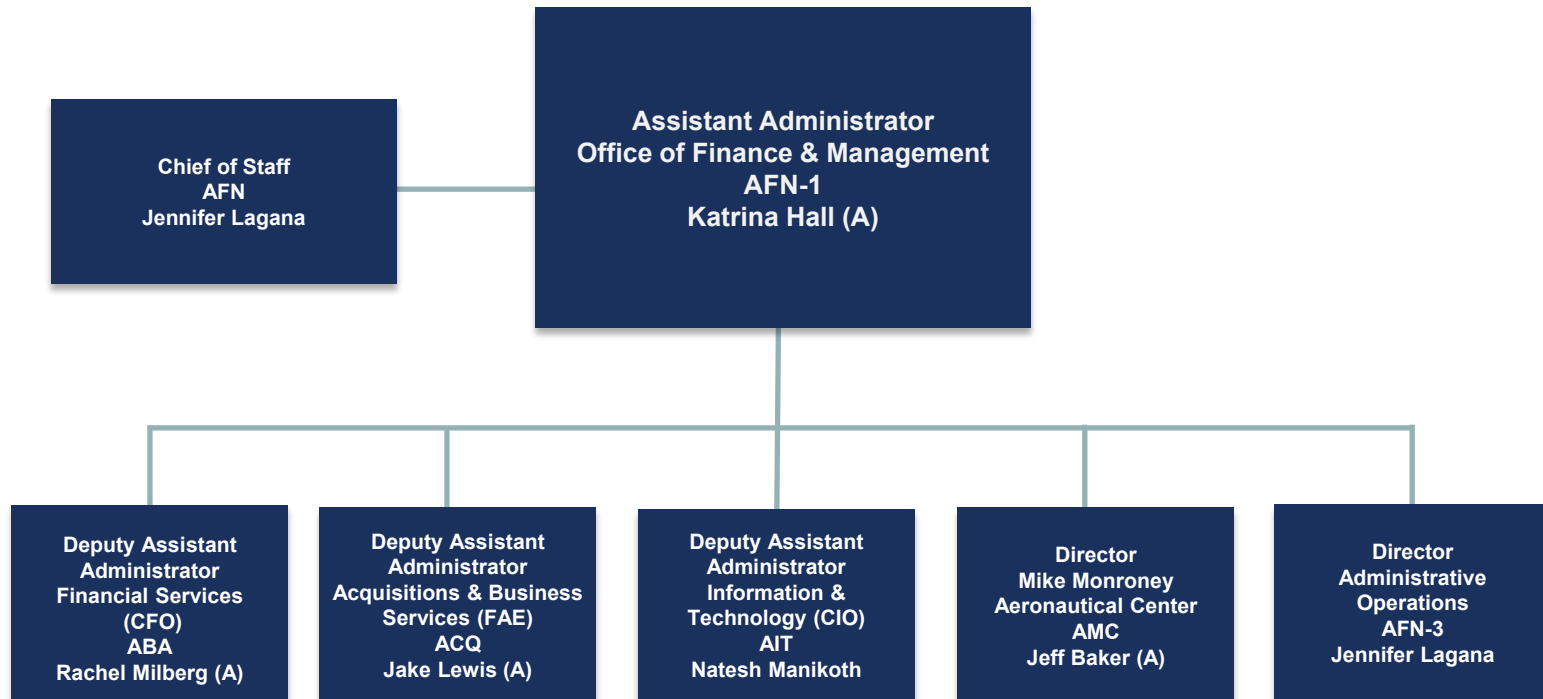 Assistant Administrator
Office of Finance & Management
AFN-1
Katrina Hall (A)
Chief of Staff
AFN
Jennifer Lagana
Deputy Assistant
Administrator
Financial Services
(CFO)
ABA
Rachel Milberg (A)
Deputy Assistant
Administrator
Acquisitions & Business
Services (FAE)
ACQ
Jake Lewis (A)
Deputy Assistant
Administrator
Information &
Technology (CIO)
AIT
Natesh Manikoth
Director
Mike Monroney
Aeronautical Center
AMC
Jeff Baker (A)
Director
Administrative
Operations
AFN-3
Jennifer Lagana